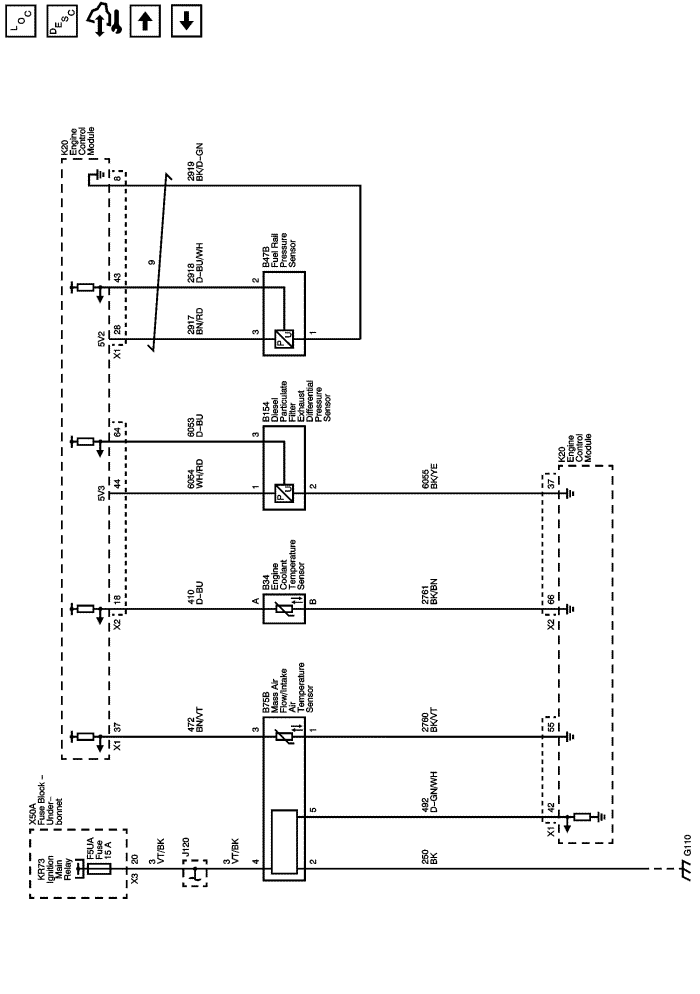 LOC
DESC
K20
Engine
Control
Module
8
2919
BK/D-GN
9
43
2918
D-BU/WH
2
B47B
Fuel Rail
Pressure
Sensor
5V2
28
X1
2917
BN/RD
3
P
U
1
64
6053
D-BU
3
B154
Diesel
Particulate
Filter
Exhaust
Differential
Pressure
Sensor
5V3
44
6054
WH/RD
1
P
U
2
6055
BK/YE
37
K20
Engine
Control
Module
18
X2
410
D-BU
A
B34
Engine
Coolant
Temperature
Sensor
B
2761
BK/BN
66
X2
37
X1
472
BN/VT
3
B75B
Mass Air
Flow/Intake
Air
Temperature
Sensor
1
2760
BK/VT
55
5
492
D-GN/WH
42
X1
X50A
Fuse Block –
Under–
bonnet
KR73
Ignition
Main
Relay
F5UA
Fuse
15 A
20
X3
3
VT/BK
J120
3
VT/BK
4
2
250
BK
G110